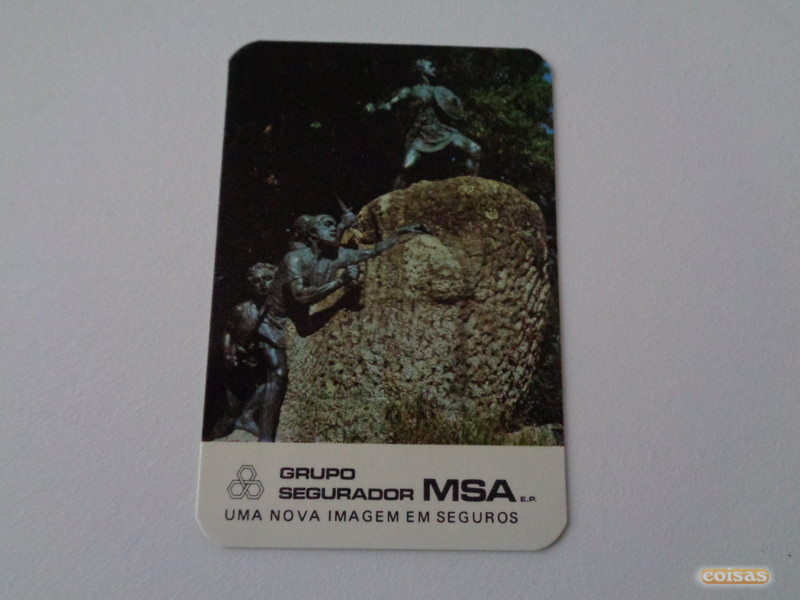 GRUPO
SEGURADOR MSA E.P.
UMA NOVA IMAGEM EM SEGUROS
coisas